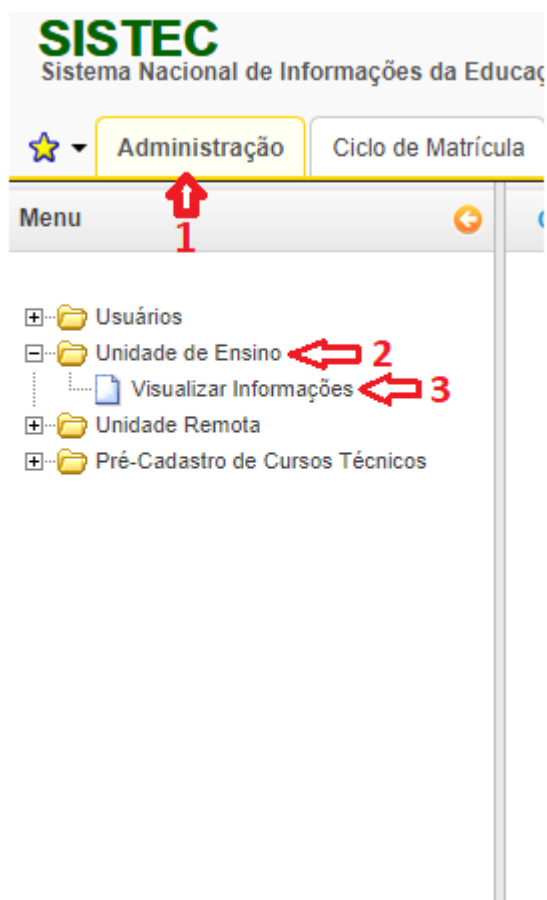 SISTEC
Sistema Nacional de Informações da Educaç
Administração Ciclo de Matrícula
Menu
1
Usuários
Unidade de Ensino 2
Visualizar Informações 3
Unidade Remota
Pré-Cadastro de Cursos Técnicos